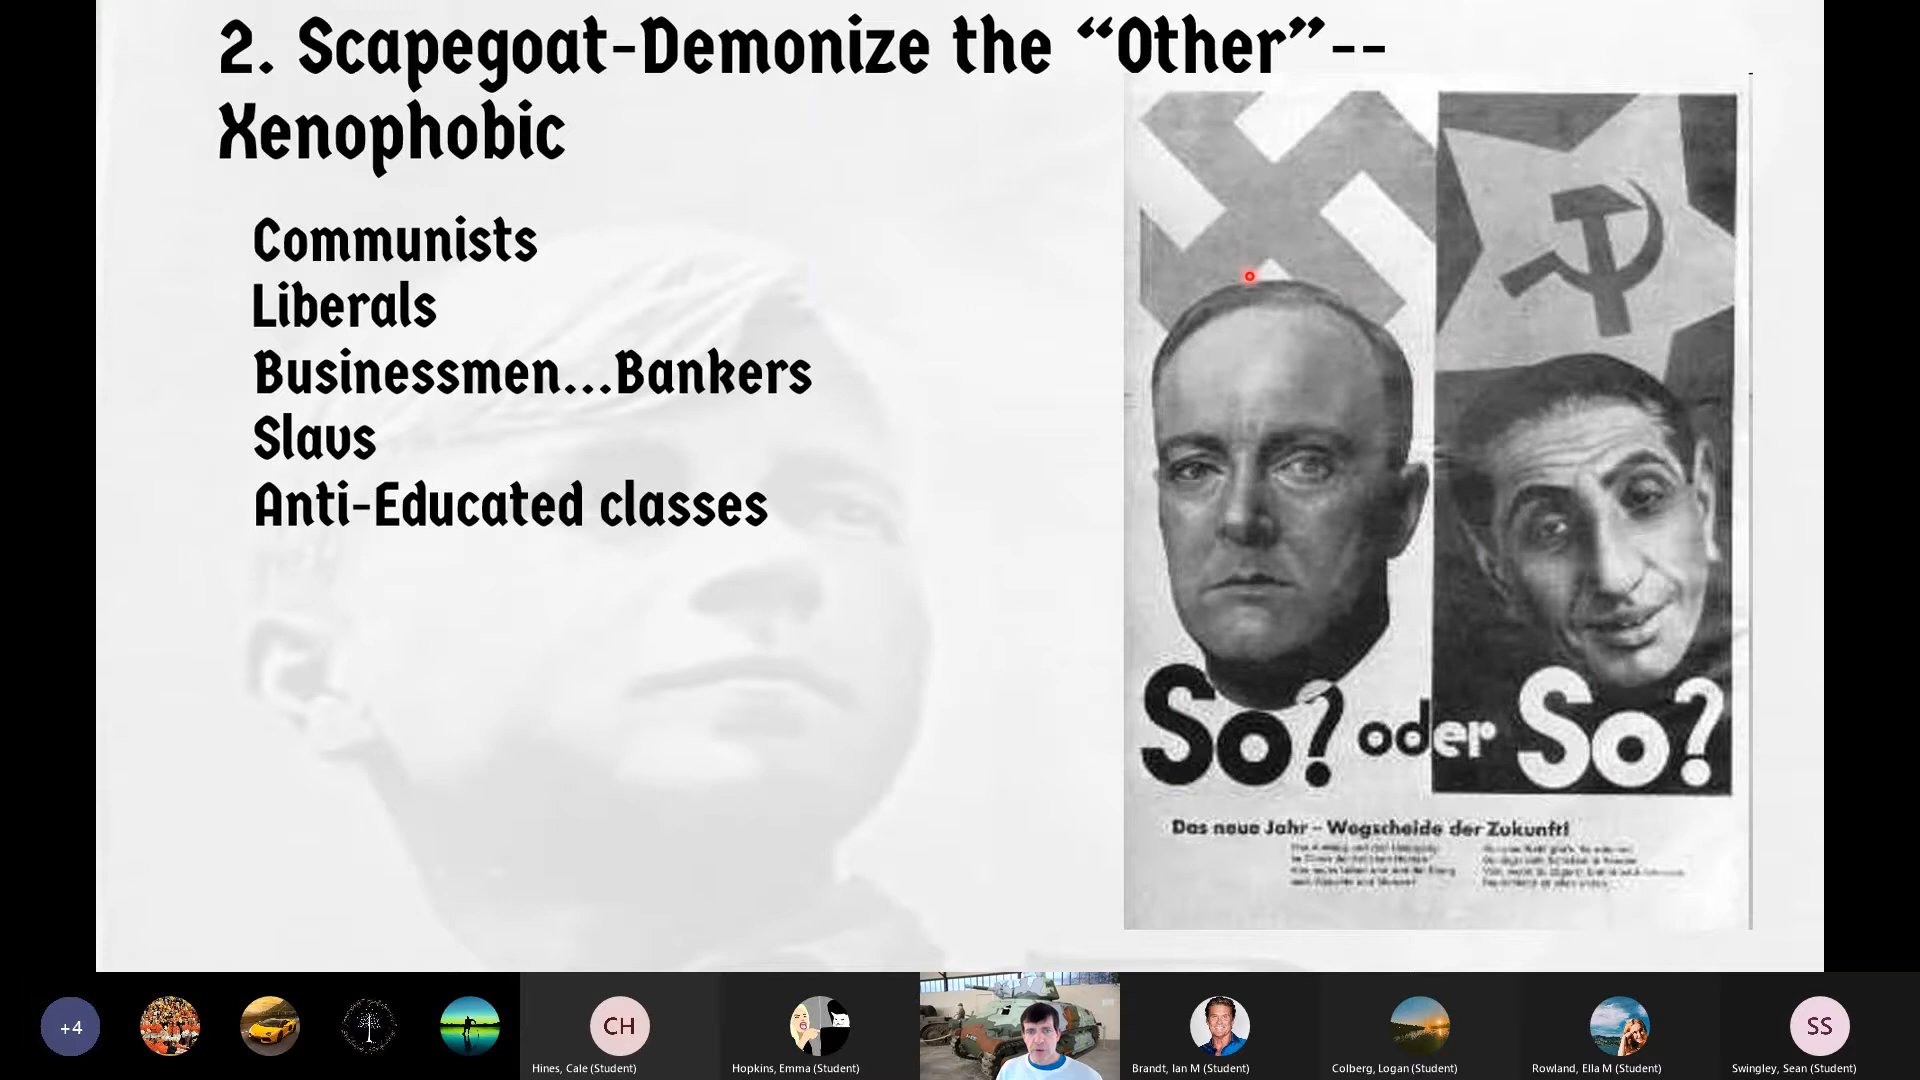 2. Scapegoat-Demonize the “Other”--
Xenophobic
Communists
Liberals
Businessmen...Bankers
Slavs
Anti-Educated classes
So? oder So?
Das neue Jahr – Wegscheide der Zukunft!
+4
CH
Hines, Cale (Student)
Hopkins, Emma (Student)
Brandt, Ian M (Student)
Colberg, Logan (Student)
Rowland, Ella M (Student)
SS
Swingley, Sean (Student)